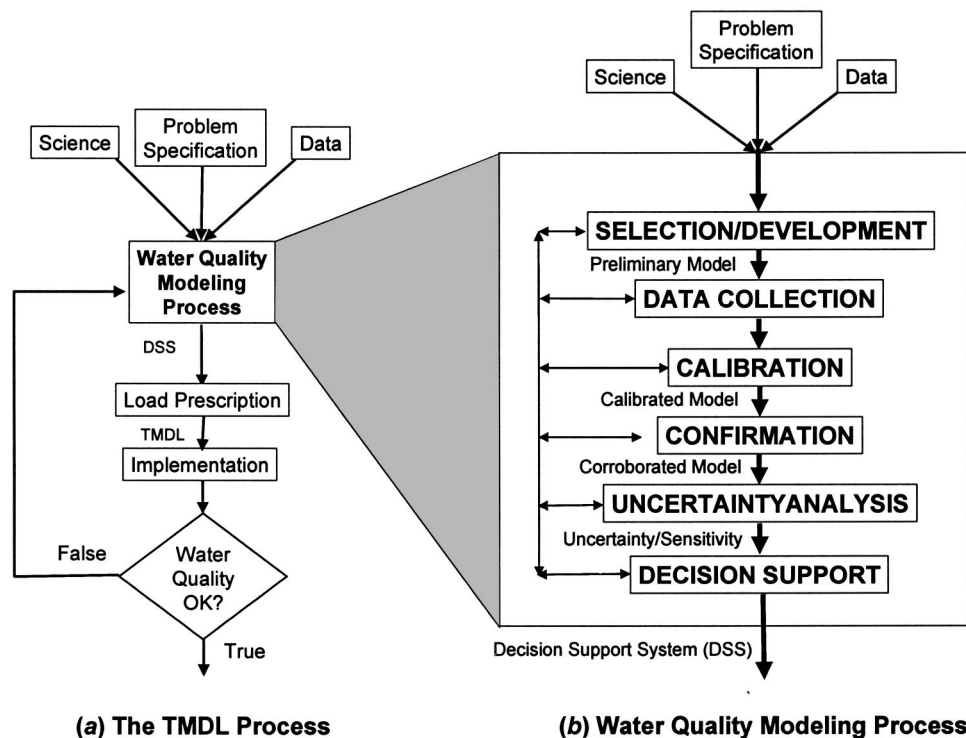 Problem
Specification
Science
Data
Water Quality
Modeling
Process
DSS
Load Prescription
TMDL
Implementation
Water
Quality
OK?
False
True
(a) The TMDL Process
Problem
Specification
Science
Data
SELECTION/DEVELOPMENT
Preliminary Model
DATA COLLECTION
CALIBRATION
Calibrated Model
CONFIRMATION
Corroborated Model
UNCERTAINTYANALYSIS
Uncertainty/Sensitivity
DECISION SUPPORT
Decision Support System (DSS)
(b) Water Quality Modeling Process